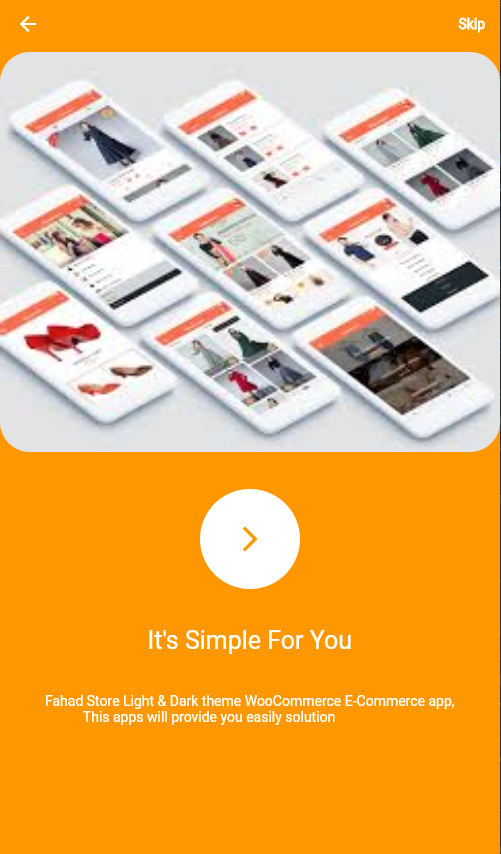 Skip
It's Simple For You
Fahad Store Light & Dark theme WooCommerce E-Commerce app,
This apps will provide you easily solution